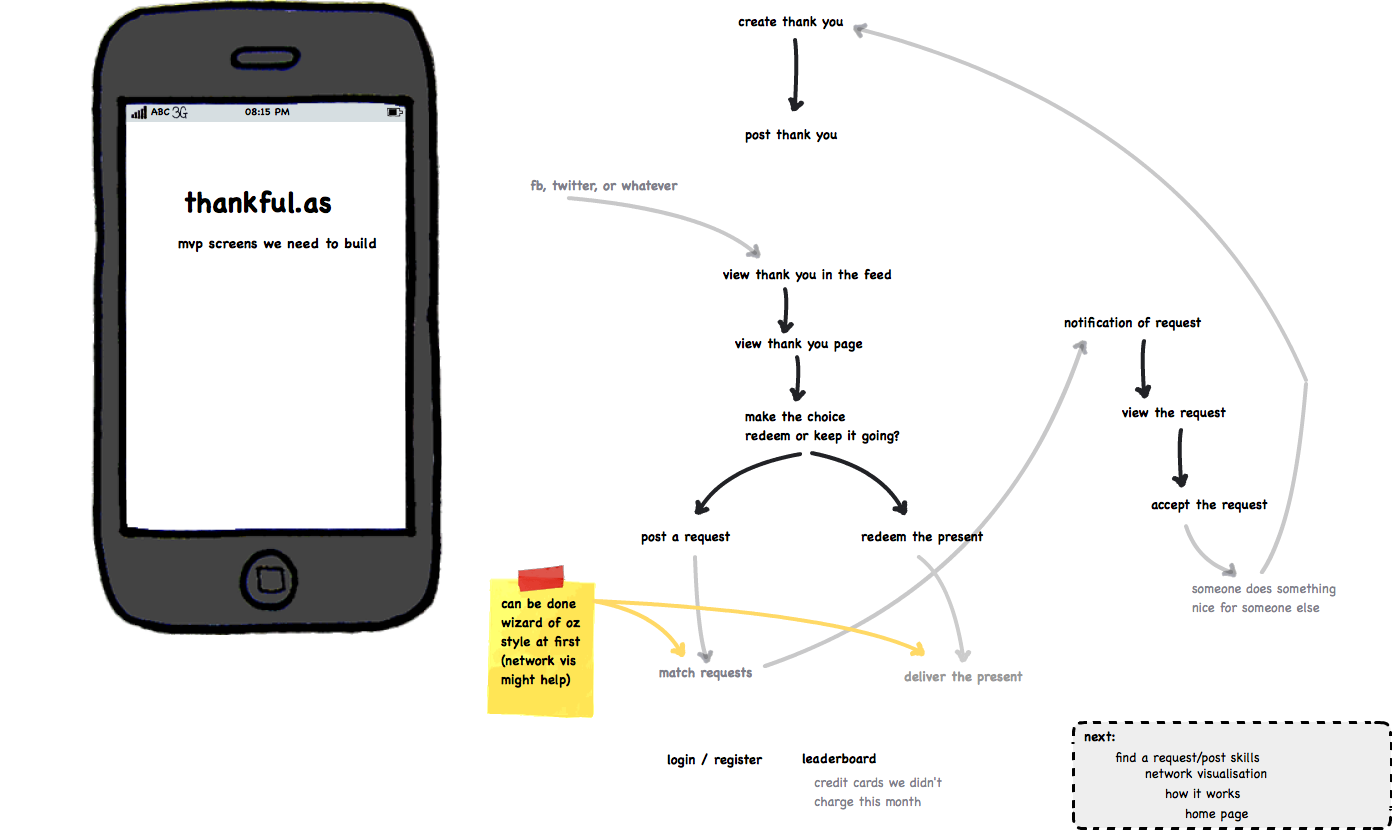 ABC 3G 08:15 PM
thankful.as
mvp screens we need to build
create thank you
post thank you
fb, twitter, or whatever
view thank you in the feed
view thank you page
make the choice
redeem or keep it going?
post a request
redeem the present
notification of request
view the request
accept the request
someone does something
nice for someone else
can be done
wizard of oz
style at first
(network vis
might help)
match requests
deliver the present
login / register
leaderboard
credit cards we didn't
charge this month
next:
find a request/post skills
network visualisation
how it works
home page